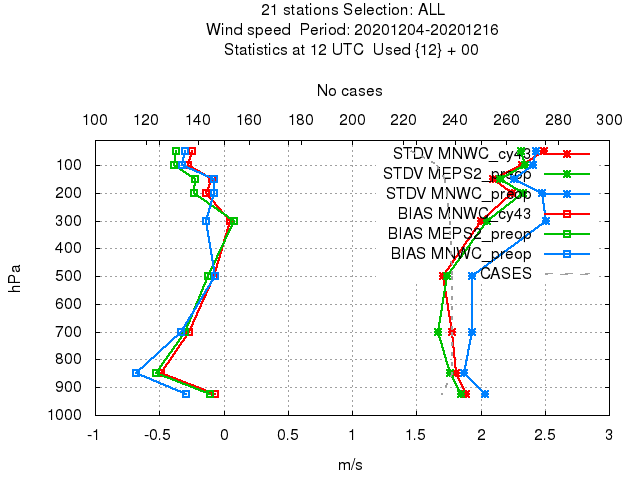 21 stations Selection: ALL
Wind speed  Period: 20201204-20201216
Statistics at 12 UTC  Used {12} + 00
No cases
100 120 140 160 180 200 220 240 260 280 300
STDV MNWC_cy43
STDV MEPS2_preop
STDV MNWC_preop
BIAS MNWC_cy43
BIAS MEPS2_preop
BIAS MNWC_preop
CASES
hPa
100
200
300
400
500
600
700
800
900
1000
-1 -0.5 0 0.5 1 1.5 2 2.5 3
m/s